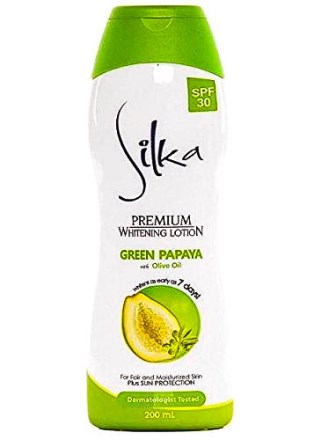 SPF
30
Silka
PREMIUM
WHITENING LOTION
GREEN PAPAYA
with Olive Oil
whitens as early as 7 days!
For Fair and Moisturized Skin
Plus SUN PROTECTION
Dermatologist Tested
200 mL